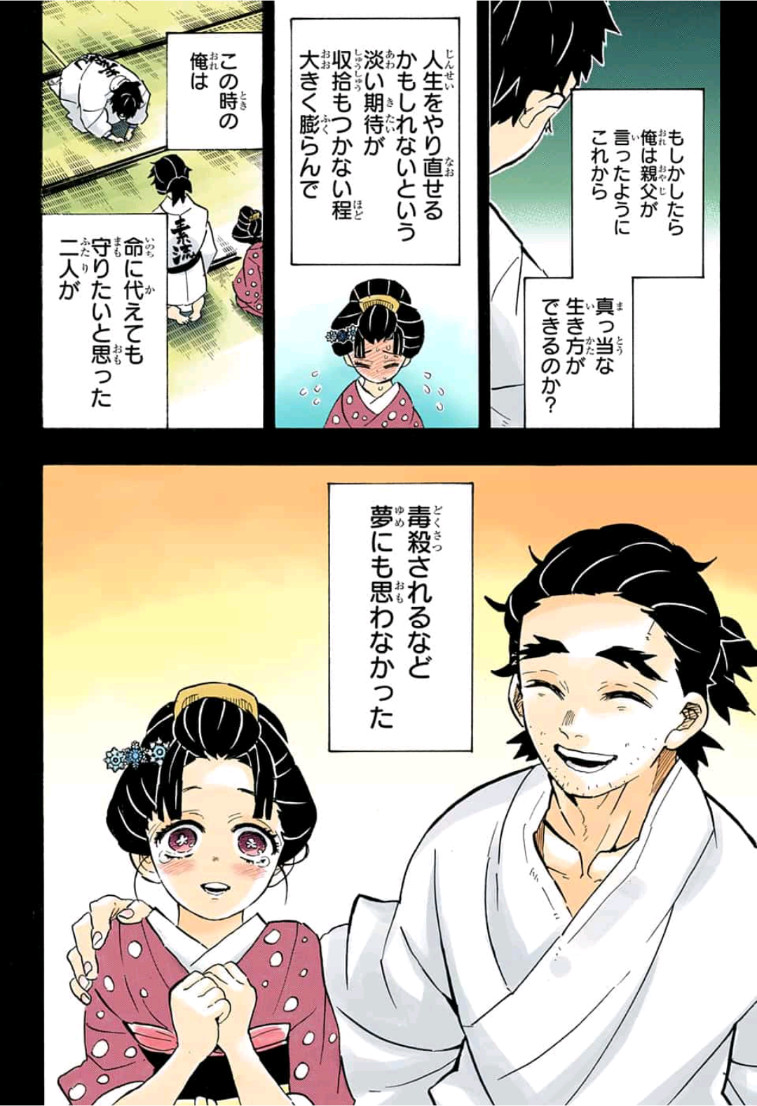 もしかしたら
俺は親父が
言ったように
これから
真っ当な
生き方が
できるのか?
人生をやり直せる
かもしれないという
淡い期待が
収拾もつかない程
大きく膨らんで
この時の
俺は
素流
命に代えても
守りたいと思った
二人が
毒殺されるなど
夢にも思わなかった